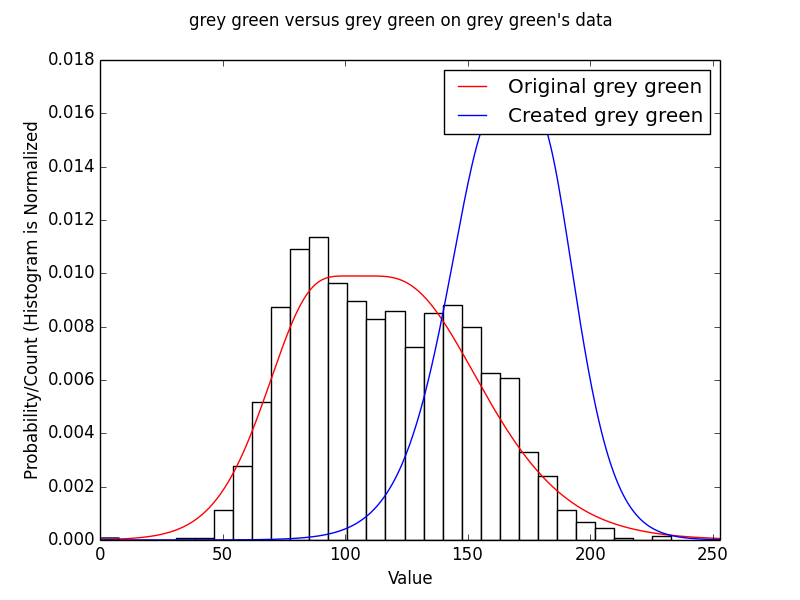 grey green versus grey green on grey green's data
0.018
0.016
0.014
0.012
0.010
0.008
0.006
0.004
0.002
0.000
Probability/Count (Histogram is Normalized
Original grey green
Created grey green
0 50 100 150 200 250
Value